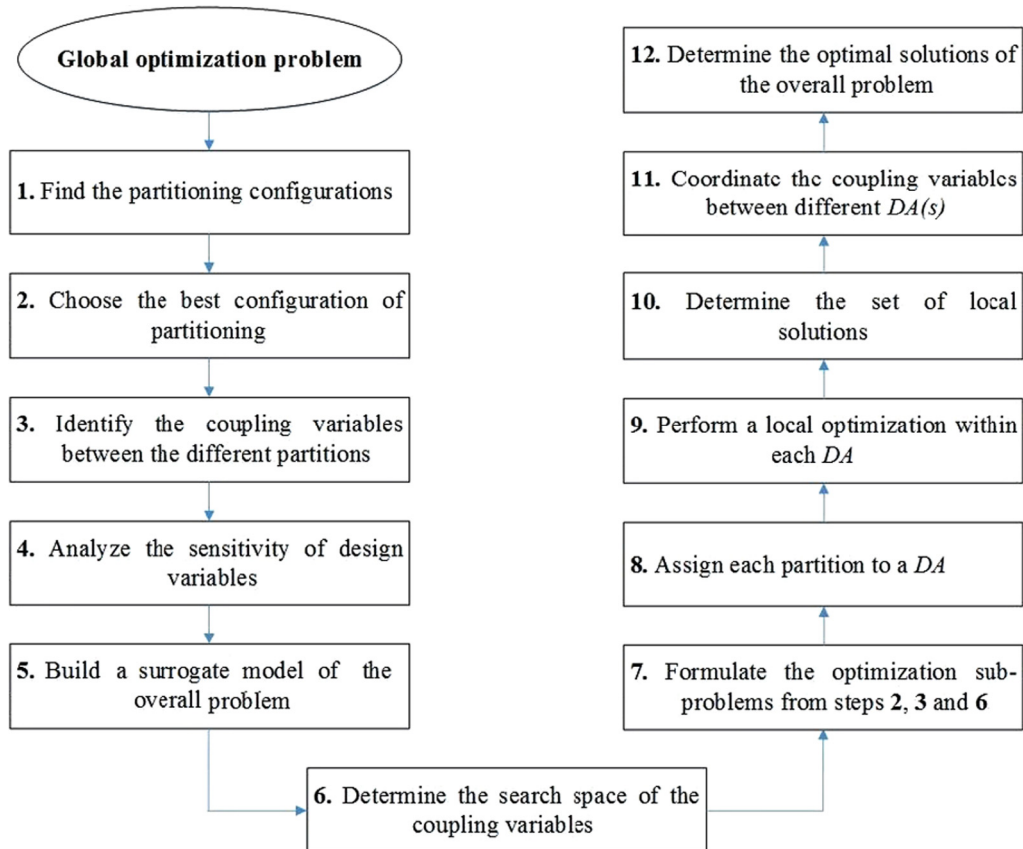 Global optimization problem
1. Find the partitioning configurations
2. Choose the best configuration of
partitioning
3. Identify the coupling variables
between the different partitions
4. Analyze the sensitivity of design
variables
5. Build a surrogate model of the
overall problem
6. Determine the search space of the
coupling variables
7. Formulate the optimization sub-
problems from steps 2, 3 and 6
8. Assign each partition to a DA
9. Perform a local optimization within
each DA
10. Determine the set of local
solutions
11. Coordinate the coupling variables
between different DA(s)
12. Determine the optimal solutions of
the overall problem